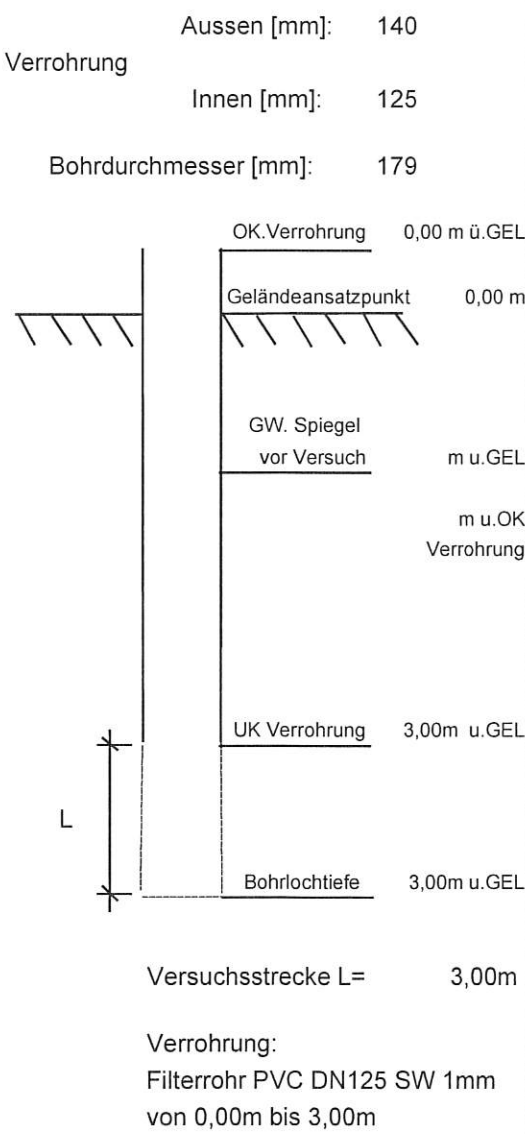 Aussen [mm]: 140
Verrohrung
Innen [mm]: 125
Bohrdurchmesser [mm]: 179
OK.Verrohrung 0,00 m ü.GEL
Geländeansatzpunkt 0,00 m
GW. Spiegel
vor Versuch m u.GEL
m u.OK
Verrohrung
UK Verrohrung 3,00m u.GEL
L
Bohrlochtiefe 3,00m u.GEL
Versuchsstrecke L= 3,00m
Verrohrung:
Filterrohr PVC DN125 SW 1mm
von 0,00m bis 3,00m